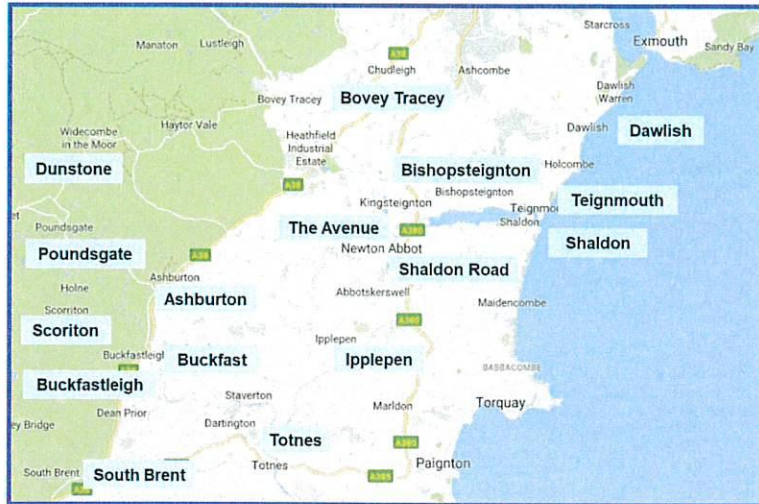 Starcross
Exmouth
Lustleigh
Manaton
Sandy Bay
A38
Chudleigh
Ashcombe
Dawlish
Warren
Bovey Tracey
Bovey Tracey
Dawlish
Dawlish
Widecombe
in the Moor
Haytor Vale
Heathfield
Industrial
Estate
Holcombe
Dunstone
Bishopsteignton
A38
Bishopsteignton
Kingsteignton
Teignmouth
Teignmou
Poundsgate
The Avenue
Shaldon
A380
Shaldon
Newton Abbot
Poundsgate
A38
Shaldon Road
Ashburton
Holne
Abbotskerswell
Ashburton
Maidencombe
Scorriton
A380
Scoriton
Ipplepen
Buckfastleigh
Buckfast
Ipplepen
BABBACOMBE
Buckfastleigh
Staverton
Dean Prior
Marldon
Torquay
ey Bridge
Dartington
Totnes
A385
South Brent
South Brent
Totnes
Paignton
A385